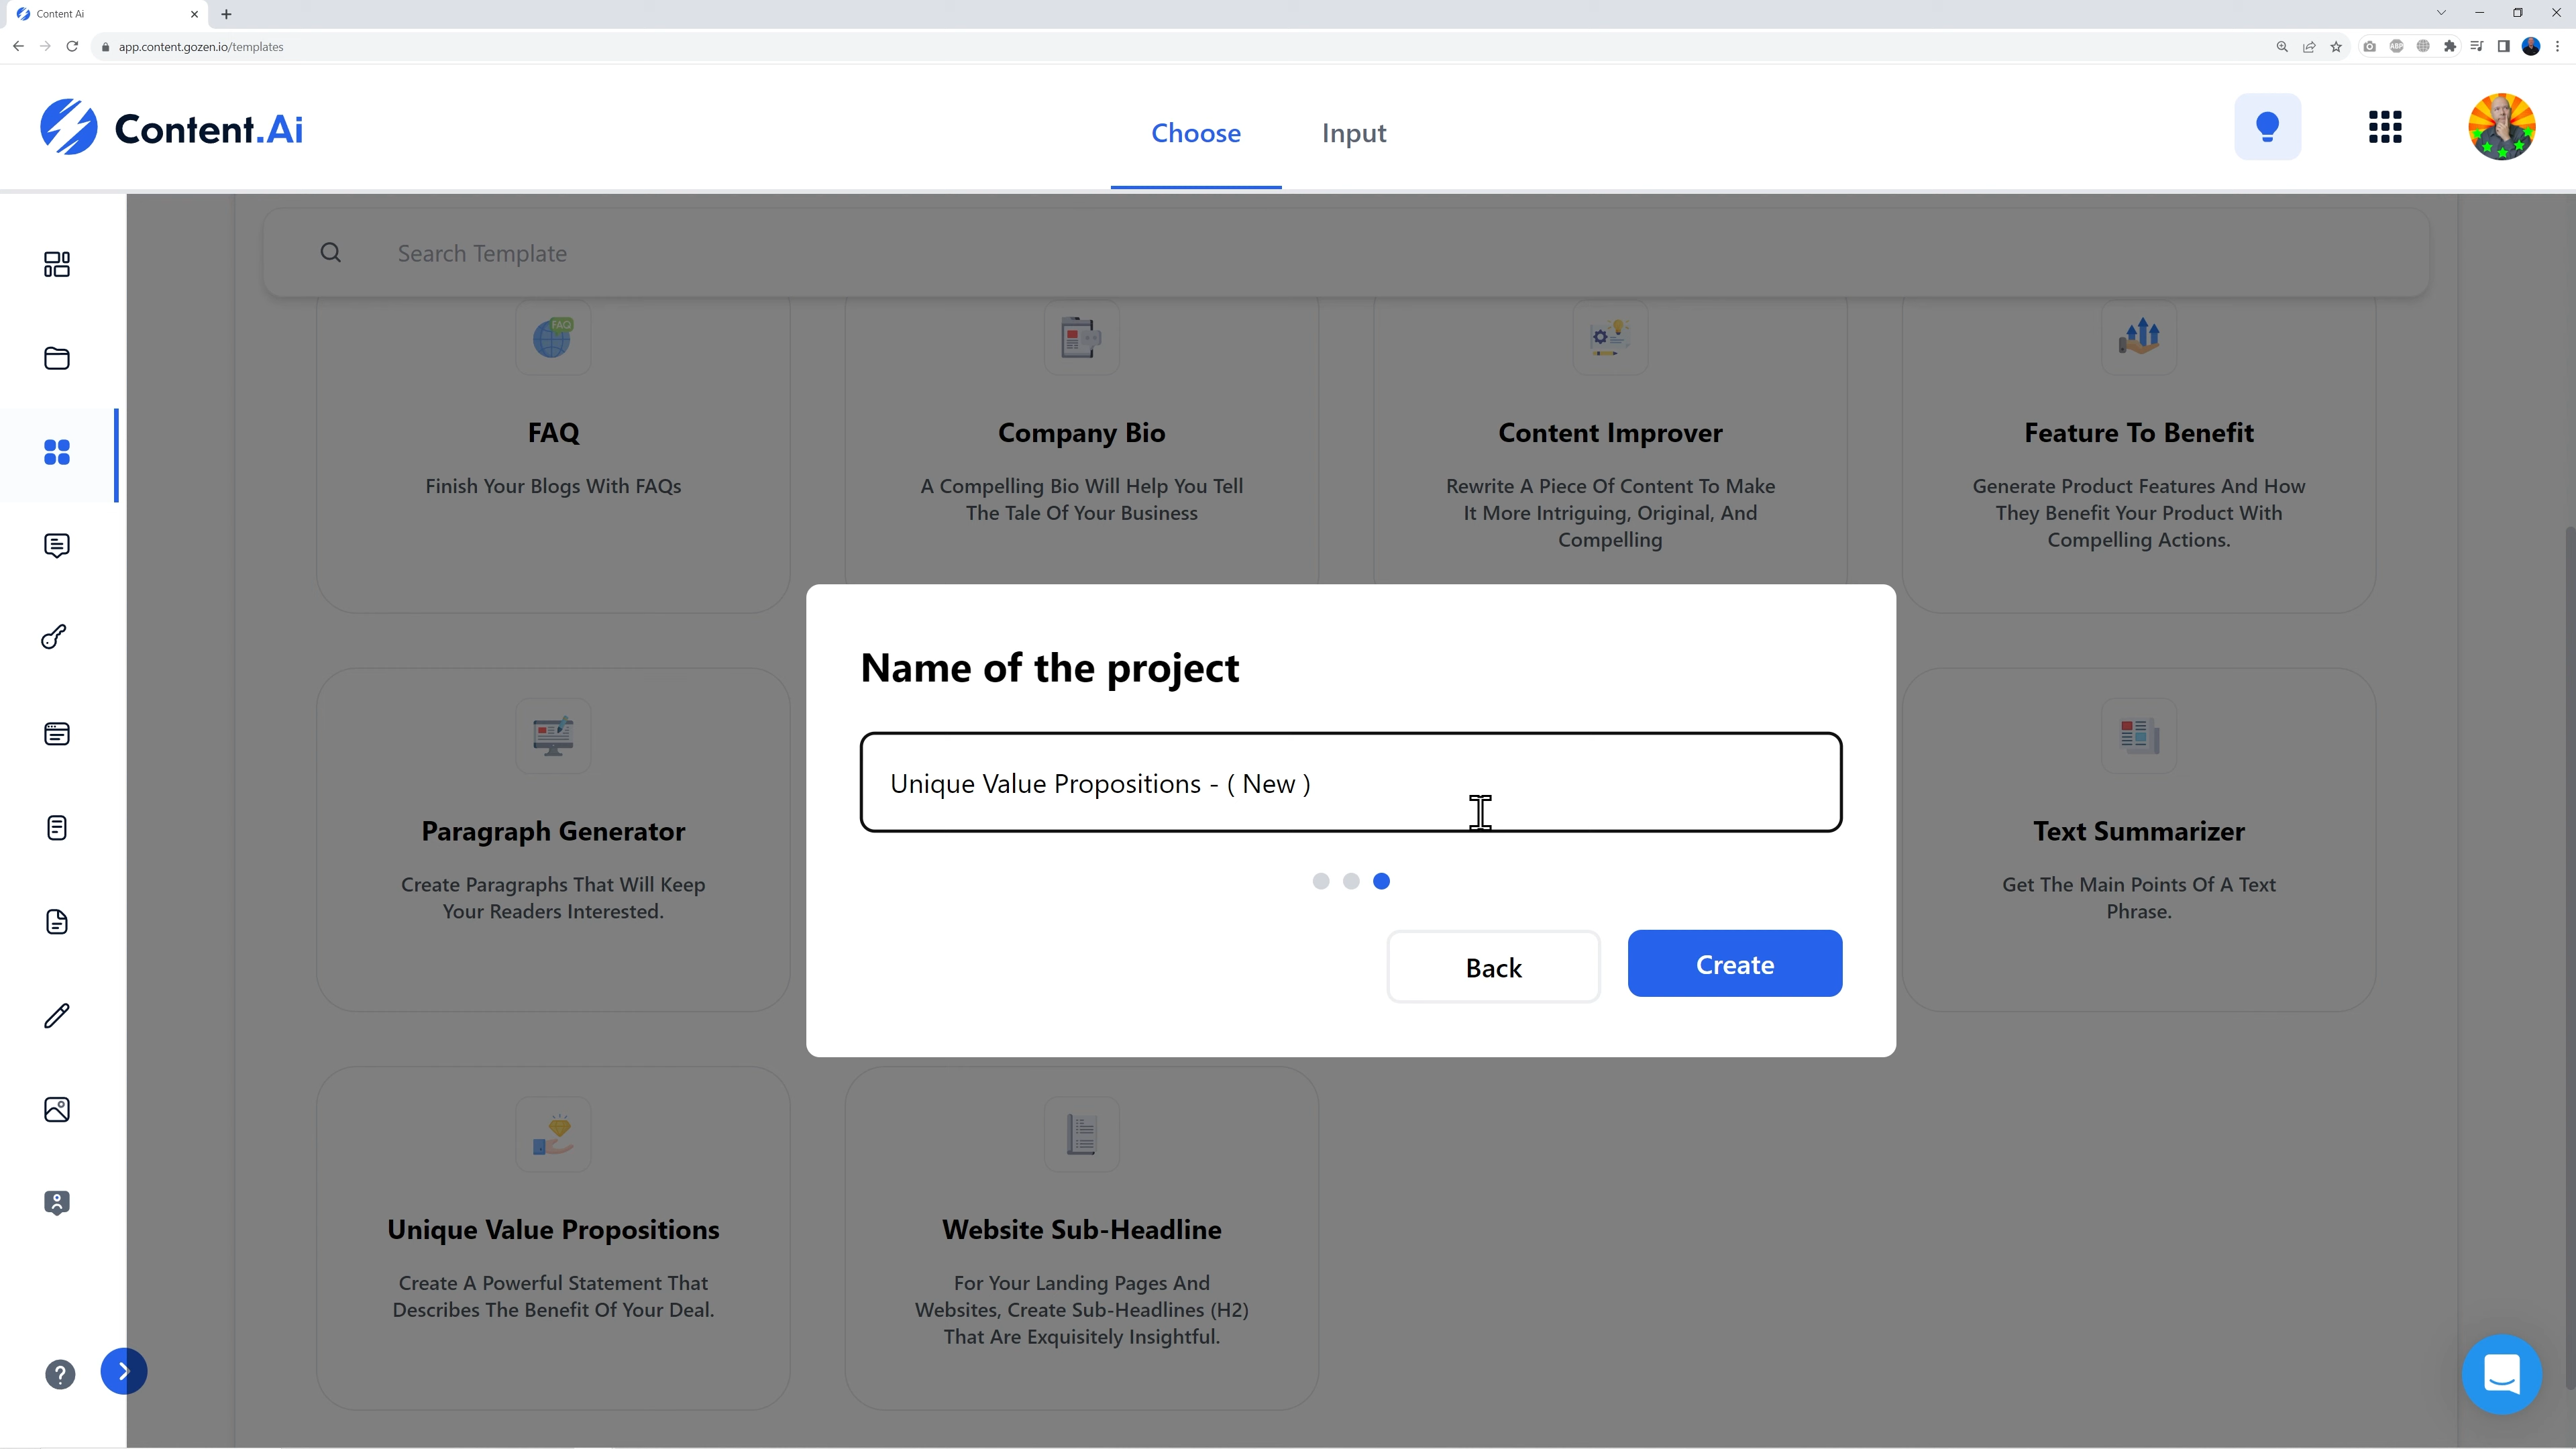 Content Ai
app.content.gozen.io/templates
ABP
Content.Ai
Choose
Input
Search Template
FAQ
FAQ
Finish Your Blogs With FAQs
Company Bio
A Compelling Bio Will Help You Tell
The Tale Of Your Business
Content Improver
Rewrite A Piece Of Content To Make
It More Intriguing, Original, And
Compelling
Feature To Benefit
Generate Product Features And How
They Benefit Your Product With
Compelling Actions.
Name of the project
Unique Value Propositions - ( New )
Back
Create
Paragraph Generator
Create Paragraphs That Will Keep
Your Readers Interested.
Text Summarizer
Get The Main Points Of A Text
Phrase.
Unique Value Propositions
Create A Powerful Statement That
Describes The Benefit Of Your Deal.
Website Sub-Headline
For Your Landing Pages And
Websites, Create Sub-Headlines (H2)
That Are Exquisitely Insightful.
?